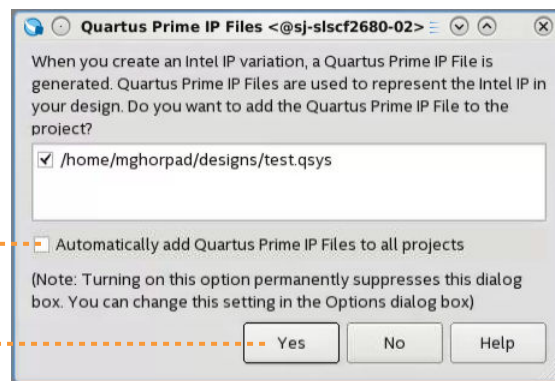 Quartus Prime IP Files <@sj-slscf2680-02>
When you create an Intel IP variation, a Quartus Prime IP File is
generated. Quartus Prime IP Files are used to represent the Intel IP in
your design. Do you want to add the Quartus Prime IP File to the
project?
/home/mghorpad/designs/test.qsys
Automatically add Quartus Prime IP Files to all projects
(Note: Turning on this option permanently suppresses this dialog
box. You can change this setting in the Options dialog box)
Yes No Help